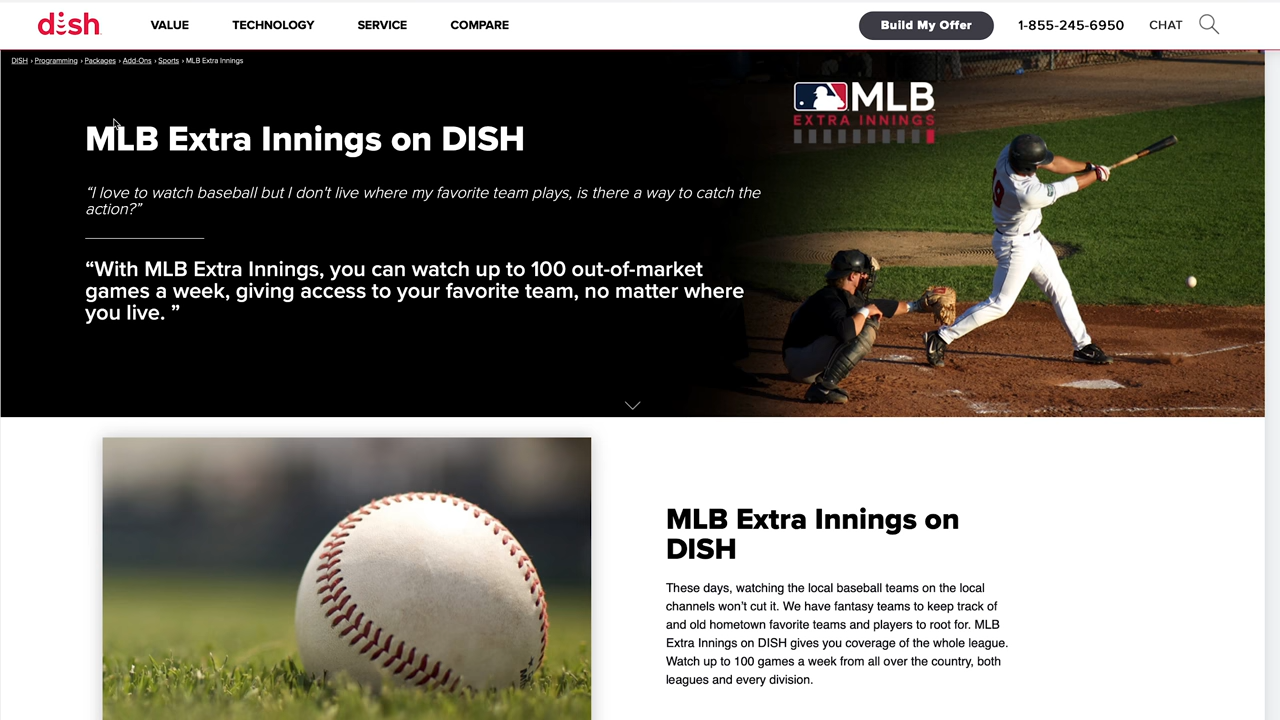 dish
VALUE
TECHNOLOGY
SERVICE
COMPARE
Build My Offer
1-855-245-6950
CHAT
DISH › Programming › Packages › Add-Ons › Sports › MLB Extra Innings
MLB
EXTRA INNINGS
MLB Extra Innings on DISH
“I love to watch baseball but I don't live where my favorite team plays, is there a way to catch the
action?”
“With MLB Extra Innings, you can watch up to 100 out-of-market
games a week, giving access to your favorite team, no matter where
you live. ”
MLB Extra Innings on
DISH
These days, watching the local baseball teams on the local
channels won’t cut it. We have fantasy teams to keep track of
and old hometown favorite teams and players to root for. MLB
Extra Innings on DISH gives you coverage of the whole league.
Watch up to 100 games a week from all over the country, both
leagues and every division.